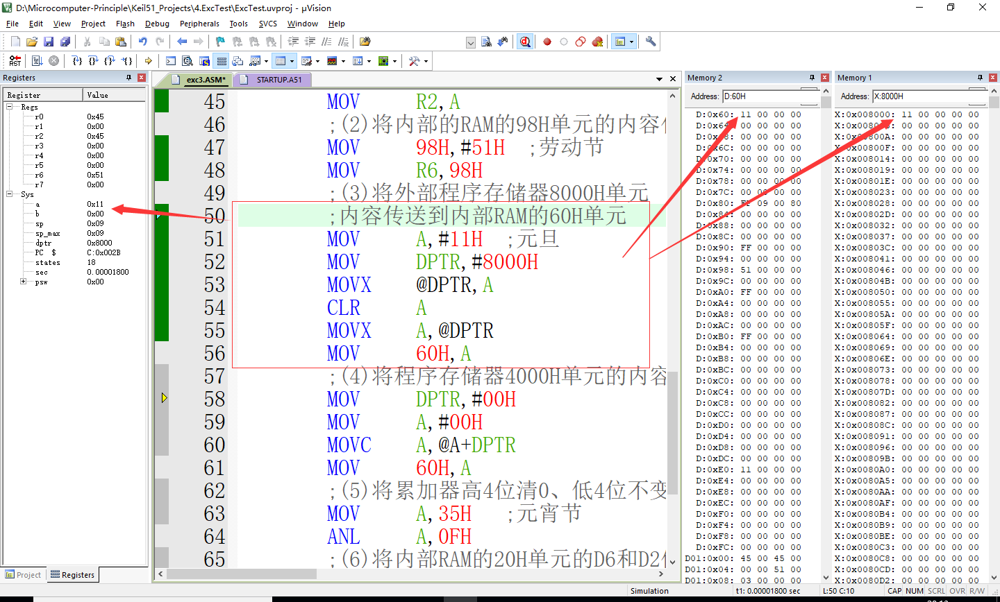 D:\Microcomputer-Principle\Keil51_Projects\4.ExcTest\ExcTest.uvproj - µVision
File Edit View Project Flash Debug Peripherals Tools SVCS Window Help
Registers
Register Value
Regs
r0 0x45
r1 0x00
r2 0x45
r3 0x00
r4 0x00
r5 0x00
r6 0x51
r7 0x00
Sys
a 0x11
b 0x00
sp 0x09
sp_max 0x09
dptr 0x8000
PC $ C:0x002B
states 18
sec 0.00001800
psw 0x00
Project Registers
exc3.ASM* STARTUP.A51
45 MOV R2,A
46 ;(2)将内部的RAM的98H单元的内容
47 MOV 98H,#51H ;劳动节
48 MOV R6,98H
49 ;(3)将外部程序存储器8000H单元
50 ;内容传送到内部RAM的60H单元
51 MOV A,#11H ;元旦
52 MOV DPTR,#8000H
53 MOVX @DPTR,A
54 CLR A
55 MOVX A,@DPTR
56 MOV 60H,A
57 ;(4)将程序存储器4000H单元的内容
58 MOV DPTR,#00H
59 MOV A,#00H
60 MOVC A,@A+DPTR
61 MOV 60H,A
62 ;(5)将累加器高4位清0、低4位不变
63 MOV A,35H ;元宵节
64 ANL A,0FH
65 ;(6)将内部RAM的20H单元的D6和D2
Memory 2
Address: D:60H
D:0x60: 11 00 00 00
D:0x64: 00 00 00 00
00 00 00 00
D:0x6C: 00 00 00 00
D:0x70: 00 00 00 00
D:0x74: 00 00 00 00
D:0x78: 00 00 00 00
D:0x7C: 00 00 00 00
D:0x80: FF 09 00 80
D:0x84: 00 00 00 00
D:0x88: 00 00 00 00
D:0x8C: 00 00 00 00
D:0x90: FF 00 00 00
D:0x94: 00 00 00 00
D:0x98: 51 00 00 00
D:0x9C: 00 00 00 00
D:0xA0: FF 00 00 00
D:0xA4: 00 00 00 00
D:0xA8: 00 00 00 00
D:0xAC: 00 00 00 00
D:0xB0: FF 00 00 00
D:0xB4: 00 00 00 00
D:0xB8: 00 00 00 00
D:0xBC: 00 00 00 00
D:0xC0: 00 00 00 00
D:0xC4: 00 00 00 00
D:0xC8: 00 00 00 00
D:0xCC: 00 00 00 00
D:0xD0: 00 00 00 00
D:0xD4: 00 00 00 00
D:0xD8: 00 00 00 00
D:0xDC: 00 00 00 00
D:0xE0: 11 00 00 00
D:0xE4: 00 00 00 00
D:0xE8: 00 00 00 00
D:0xEC: 00 00 00 00
D:0xF0: 00 00 00 00
D:0xF4: 00 00 00 00
D:0xF8: 00 00 00 00
D:0xFC: 00 00 00 00
D01:0x00: 45 00 45 00
D01:0x04: 00 00 51 00
D01:0x08: 03 00 00 00
Memory 1
Address: X:8000H
X:0x008000: 11 00 00 00 00
00 00 00 00 00
X:0x00800A: 00 00 00 00 00
X:0x00800F: 00 00 00 00 00
X:0x008014: 00 00 00 00 00
X:0x008019: 00 00 00 00 00
X:0x00801E: 00 00 00 00 00
X:0x008023: 00 00 00 00 00
X:0x008028: 00 00 00 00 00
X:0x00802D: 00 00 00 00 00
X:0x008032: 00 00 00 00 00
X:0x008037: 00 00 00 00 00
X:0x00803C: 00 00 00 00 00
X:0x008041: 00 00 00 00 00
X:0x008046: 00 00 00 00 00
X:0x00804B: 00 00 00 00 00
X:0x008050: 00 00 00 00 00
X:0x008055: 00 00 00 00 00
X:0x00805A: 00 00 00 00 00
X:0x00805F: 00 00 00 00 00
X:0x008064: 00 00 00 00 00
X:0x008069: 00 00 00 00 00
X:0x00806E: 00 00 00 00 00
X:0x008073: 00 00 00 00 00
X:0x008078: 00 00 00 00 00
X:0x00807D: 00 00 00 00 00
X:0x008082: 00 00 00 00 00
X:0x008087: 00 00 00 00 00
X:0x00808C: 00 00 00 00 00
X:0x008091: 00 00 00 00 00
X:0x008096: 00 00 00 00 00
X:0x00809B: 00 00 00 00 00
X:0x0080A0: 00 00 00 00 00
X:0x0080A5: 00 00 00 00 00
X:0x0080AA: 00 00 00 00 00
X:0x0080AF: 00 00 00 00 00
X:0x0080B4: 00 00 00 00 00
X:0x0080B9: 00 00 00 00 00
X:0x0080BE: 00 00 00 00 00
X:0x0080C3: 00 00 00 00 00
X:0x0080C8: 00 00 00 00 00
X:0x0080CD: 00 00 00 00 00
X:0x0080D2: 00 00 00 00 00
Simulation t1: 0.00001800 sec L:50 C:10 CAP NUM SCRL OVR R/W